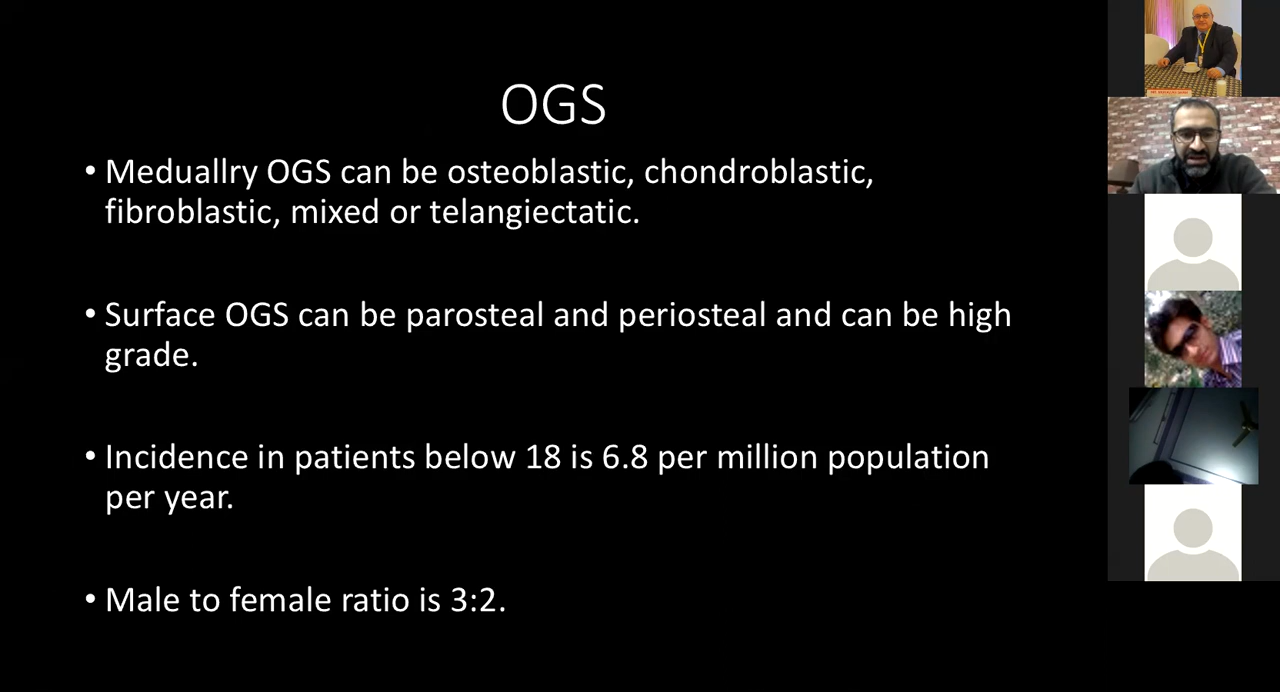 OGS
• Meduallry OGS can be osteoblastic, chondroblastic,
fibroblastic, mixed or telangiectatic.
• Surface OGS can be parosteal and periosteal and can be high
grade.
• Incidence in patients below 18 is 6.8 per million population
per year.
• Male to female ratio is 3:2.